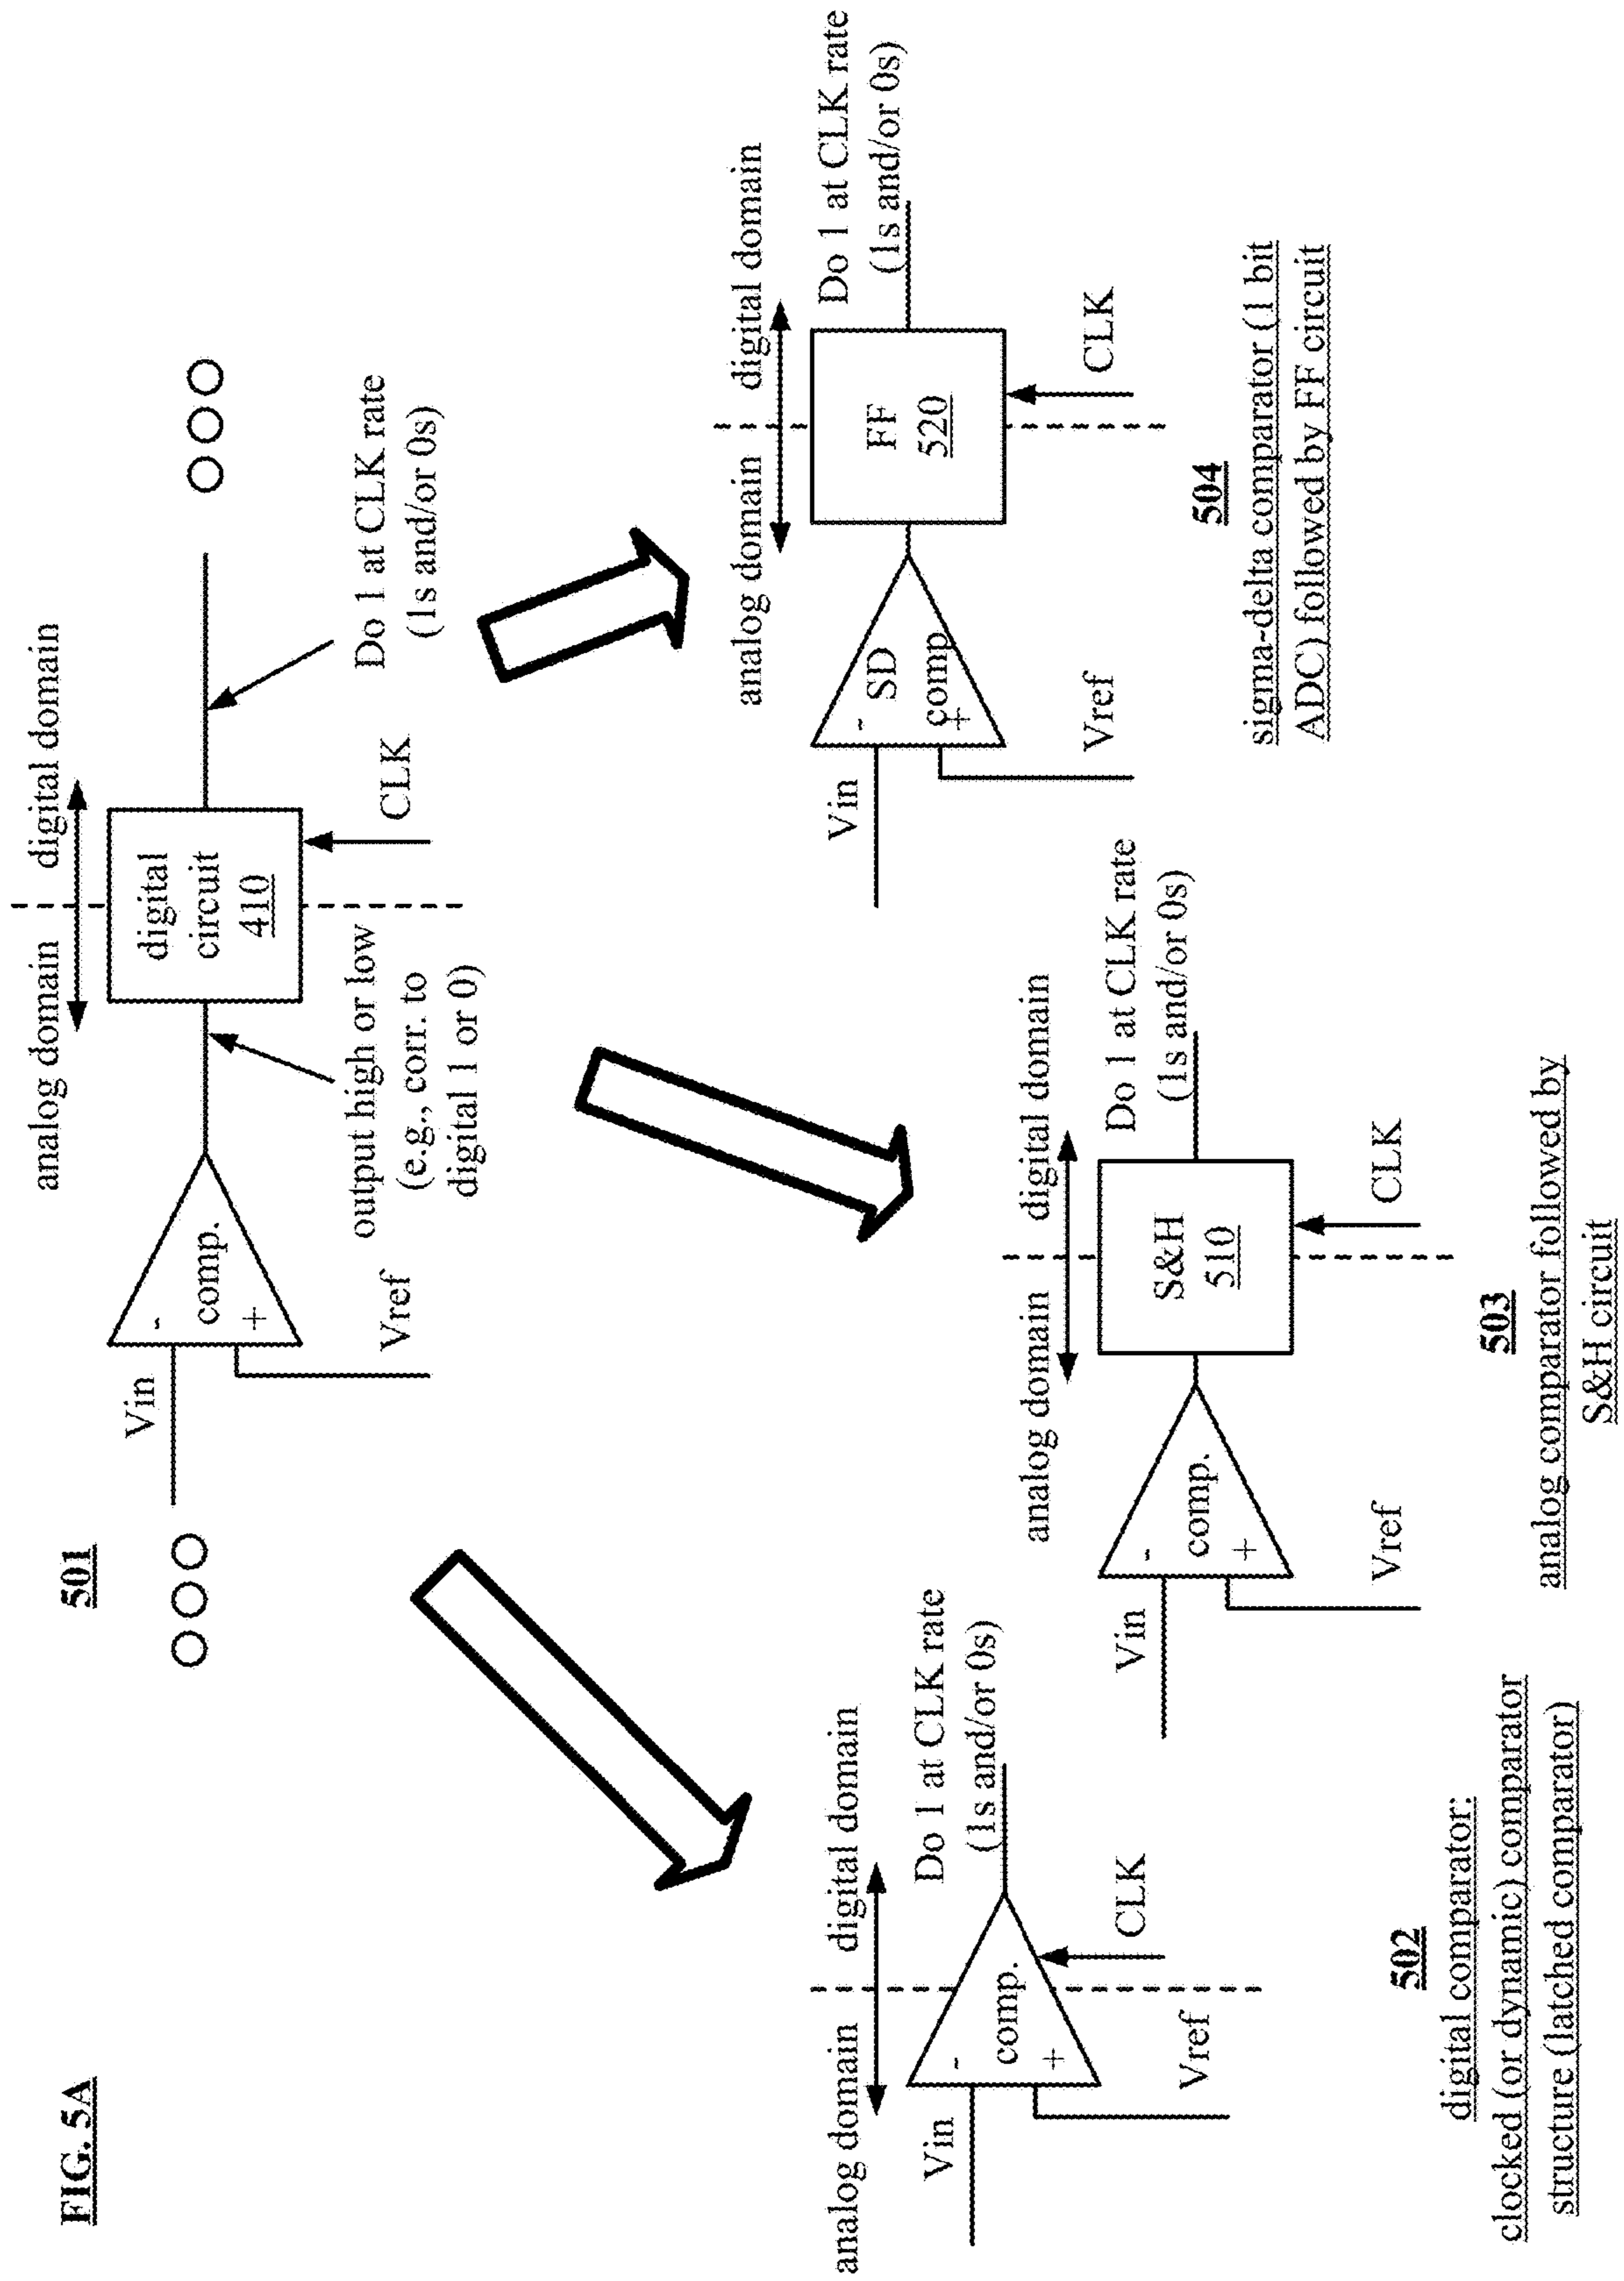 FIG. 5A
501
analog domain
digital domain
Vin
-
comp.
+
Vref
digital
circuit
410
CLK
output high or low
(e.g., corr. to
digital 1 or 0)
Do 1 at CLK rate
(1s and/or 0s)
analog domain
digital domain
Vin
-
comp.
+
Vref
CLK
Do 1 at CLK rate
(1s and/or 0s)
502
digital comparator:
clocked (or dynamic) comparator
structure (latched comparator)
analog domain
digital domain
Vin
-
comp.
+
Vref
S&H
510
CLK
Do 1 at CLK rate
(1s and/or 0s)
503
analog comparator followed by
S&H circuit
analog domain
digital domain
Vin
-
SD
comp
+
Vref
FF
520
CLK
Do 1 at CLK rate
(1s and/or 0s)
504
sigma-delta comparator (1 bit
ADC) followed by FF circuit